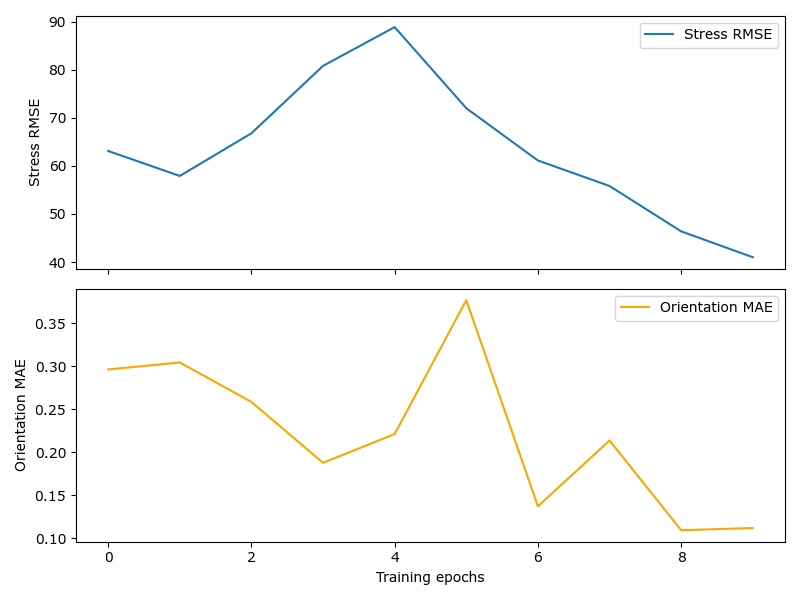 90
80
70
60
50
40
Stress RMSE
Stress RMSE
0.35
0.30
0.25
0.20
0.15
0.10
Orientation MAE
Orientation MAE
0 2 4 6 8
Training epochs